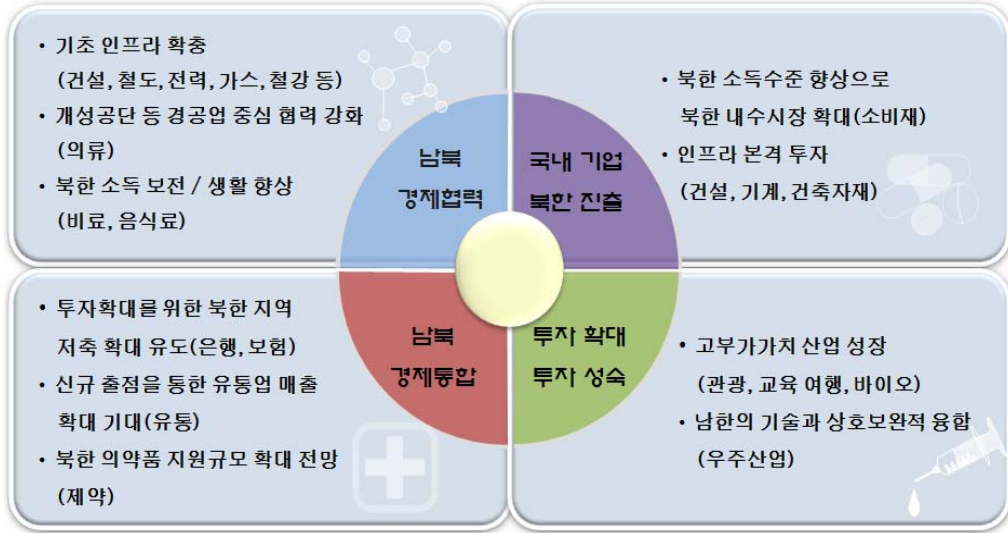 • 기초 인프라 확충
(건설, 철도, 전력, 가스, 철강 등)
• 개성공단 등 경공업 중심 협력 강화
(의류)
• 북한 소득 보전 / 생활 향상
(비료, 음식료)
남북
경제협력
국내 기업
북한 진출
• 북한 소득수준 향상으로
북한 내수시장 확대(소비재)
• 인프라 본격 투자
(건설, 기계, 건축자재)
• 투자확대를 위한 북한 지역
저축 확대 유도(은행, 보험)
• 신규 출점을 통한 유통업 매출
확대 기대(유통)
• 북한 의약품 지원규모 확대 전망
(제약)
남북
경제통합
투자 확대
투자 성숙
• 고부가가치 산업 성장
(관광, 교육 여행, 바이오)
• 남한의 기술과 상호보완적 융합
(우주산업)